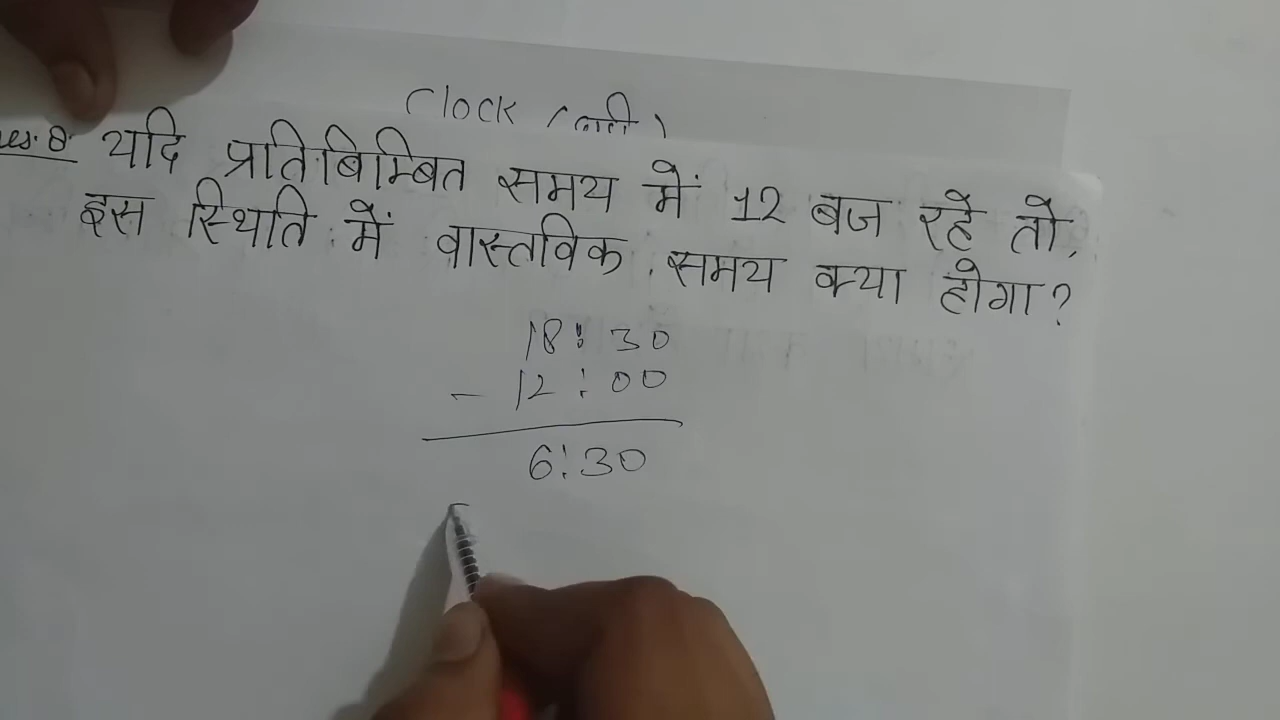 Clock
Ques. 8. यदि प्रतिबिम्बित समय में 12 बज रहे तो,
इस स्थिति में वास्तविक समय क्या होगा?
18:30
- 12:00
6:30